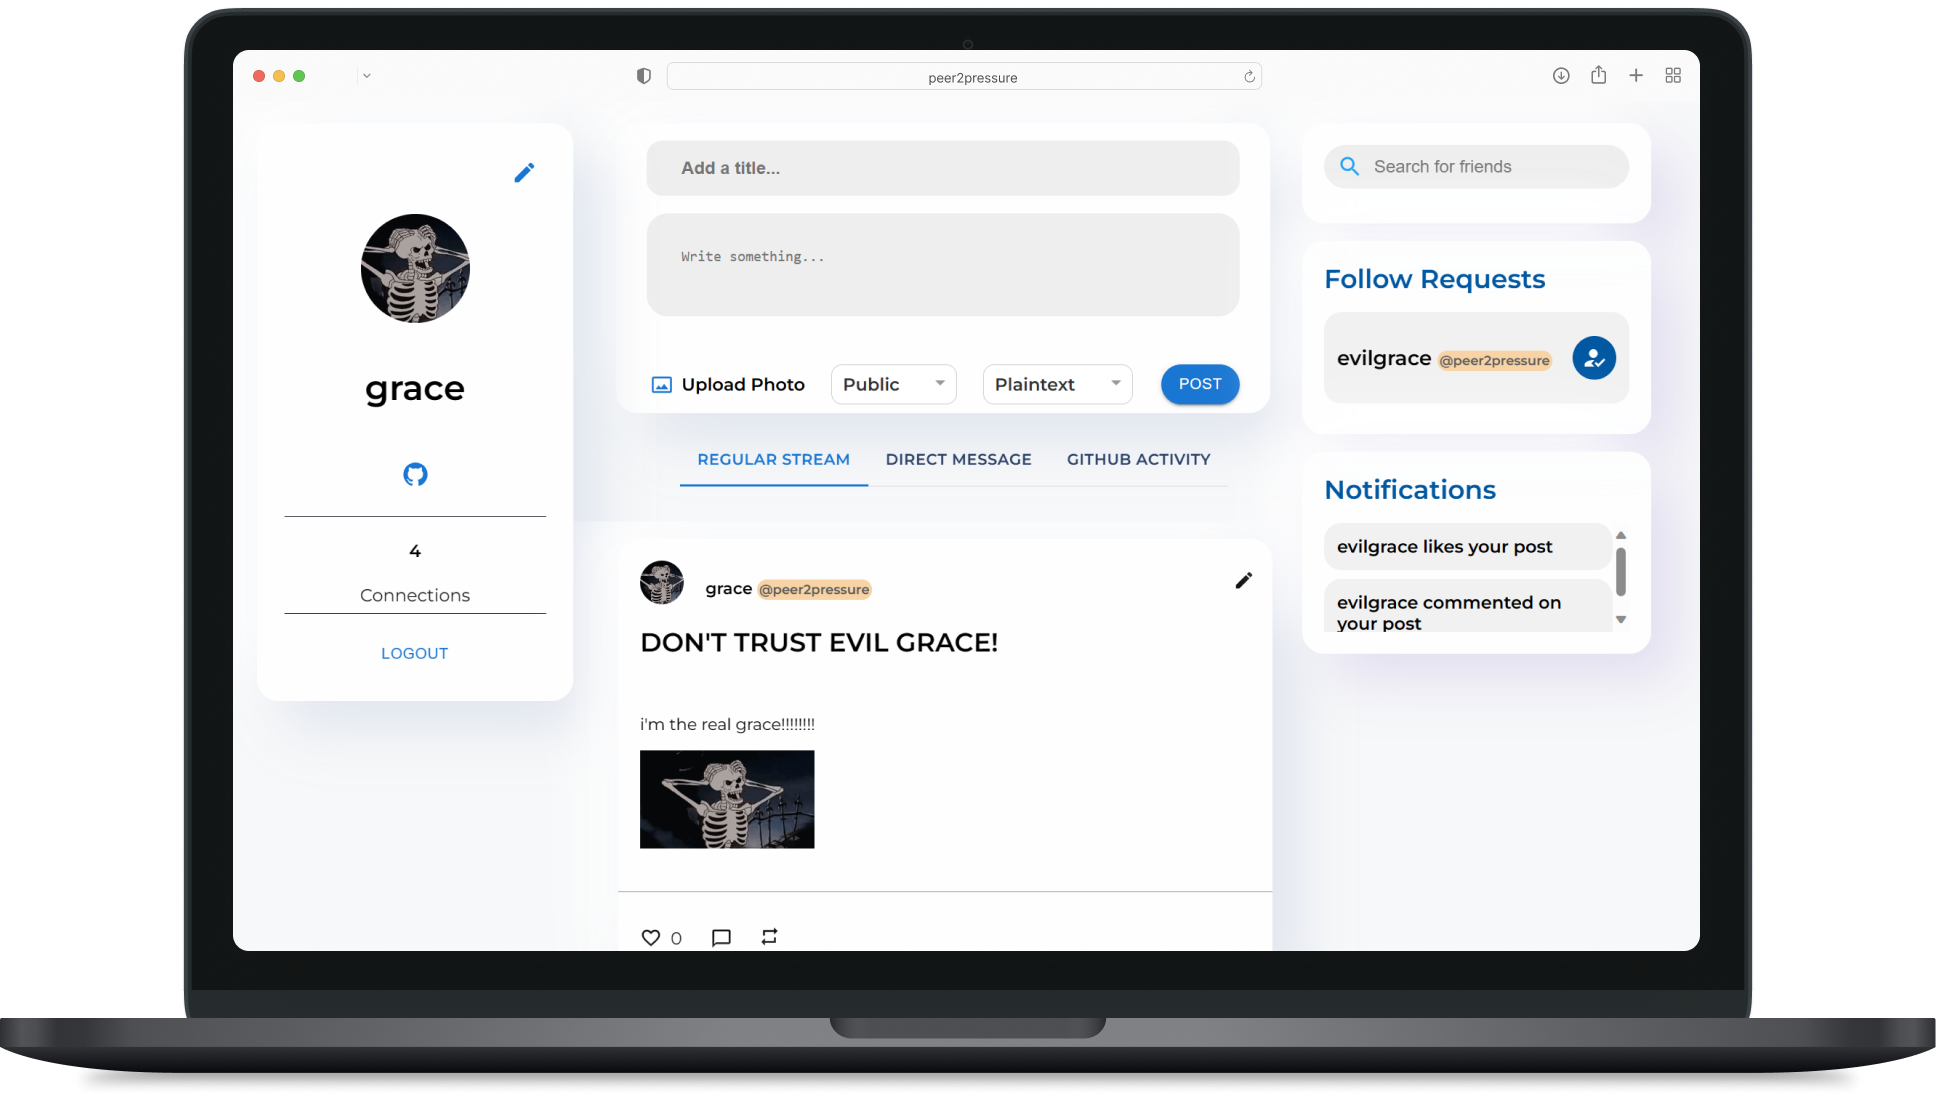 peer2pressure
grace
4
Connections
LOGOUT
Add a title...
Write something...
Upload Photo
Public
Plaintext
POST
REGULAR STREAM
DIRECT MESSAGE
GITHUB ACTIVITY
grace @peer2pressure
DON'T TRUST EVIL GRACE!
i'm the real grace!!!!!!!!
0
Search for friends
Follow Requests
evilgrace @peer2pressure
Notifications
evilgrace likes your post
evilgrace commented on
your post